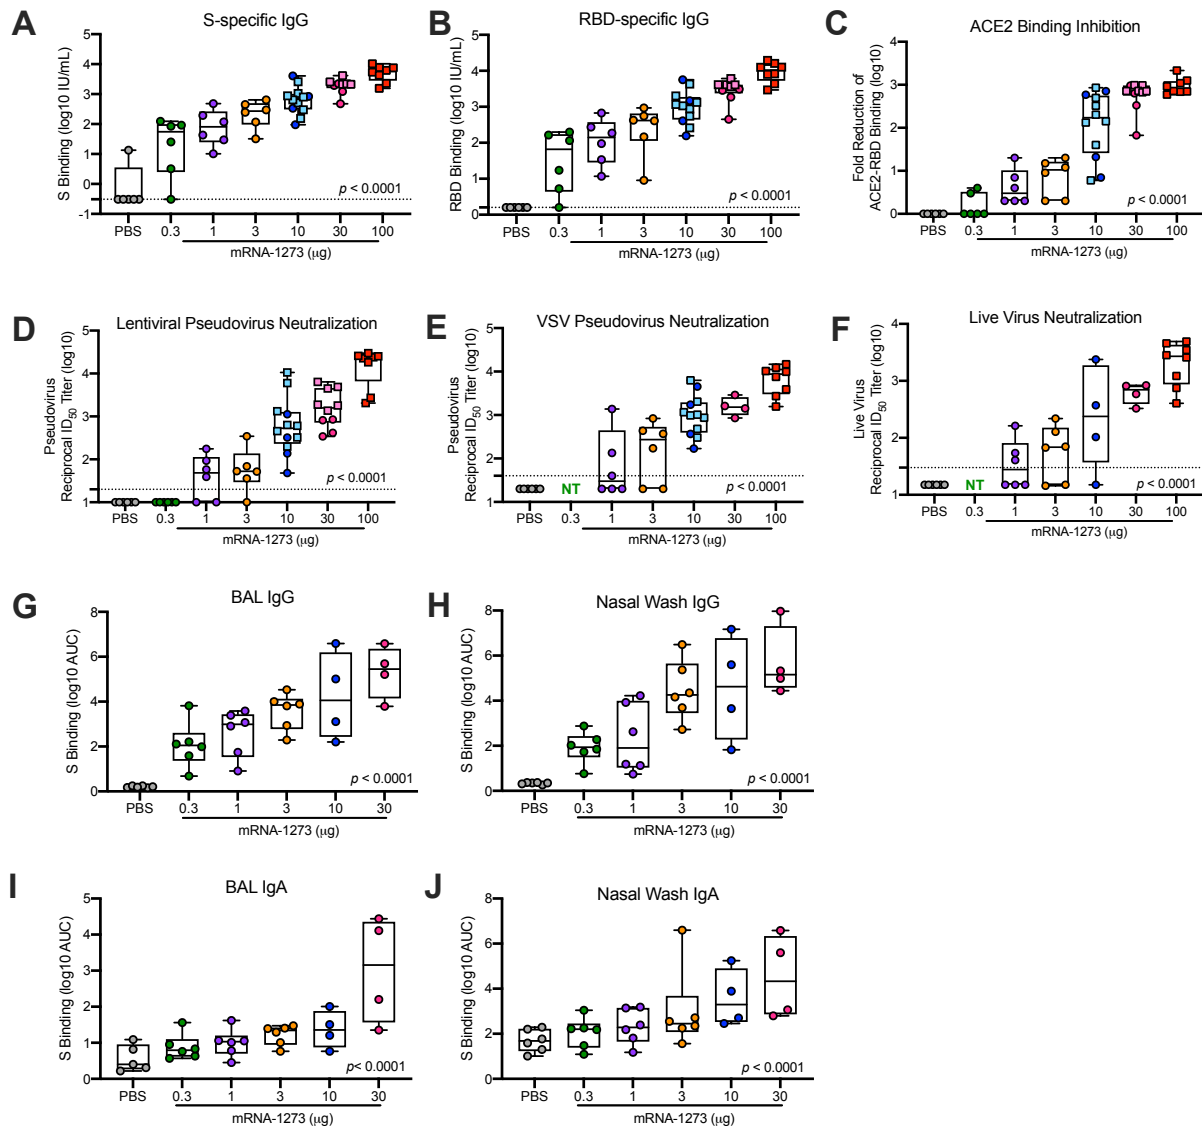 A
S-specific IgG
S Binding (log10 IU/mL)
5
4
3
2
1
0
-1
p < 0.0001
PBS 0.3 1 3 10 30 100
mRNA-1273 (μg)
B
RBD-specific IgG
RBD Binding (log10 IU/mL)
5
4
3
2
1
0
p < 0.0001
PBS 0.3 1 3 10 30 100
mRNA-1273 (μg)
C
ACE2 Binding Inhibition
Fold Reduction of
ACE2-RBD Binding (log10)
4
3
2
1
0
p < 0.0001
PBS 0.3 1 3 10 30 100
mRNA-1273 (μg)
D
Lentiviral Pseudovirus Neutralization
Pseudovirus
Reciprocal ID50 Titer (log10)
5
4
3
2
1
p < 0.0001
PBS 0.3 1 3 10 30 100
mRNA-1273 (μg)
E
VSV Pseudovirus Neutralization
Pseudovirus
Reciprocal ID50 Titer (log10)
5
4
3
2
1
NT
p < 0.0001
PBS 0.3 1 3 10 30 100
mRNA-1273 (μg)
F
Live Virus Neutralization
Live Virus
Reciprocal ID50 Titer (log10)
4
3
2
1
NT
p < 0.0001
PBS 0.3 1 3 10 30 100
mRNA-1273 (μg)
G
BAL IgG
S Binding (log10 AUC)
8
6
4
2
0
p < 0.0001
PBS 0.3 1 3 10 30
mRNA-1273 (μg)
H
Nasal Wash IgG
S Binding (log10 AUC)
8
6
4
2
0
p < 0.0001
PBS 0.3 1 3 10 30
mRNA-1273 (μg)
I
BAL IgA
S Binding (log10 AUC)
5
4
3
2
1
0
p< 0.0001
PBS 0.3 1 3 10 30
mRNA-1273 (μg)
J
Nasal Wash IgA
S Binding (log10 AUC)
8
6
4
2
0
p < 0.0001
PBS 0.3 1 3 10 30
mRNA-1273 (μg)